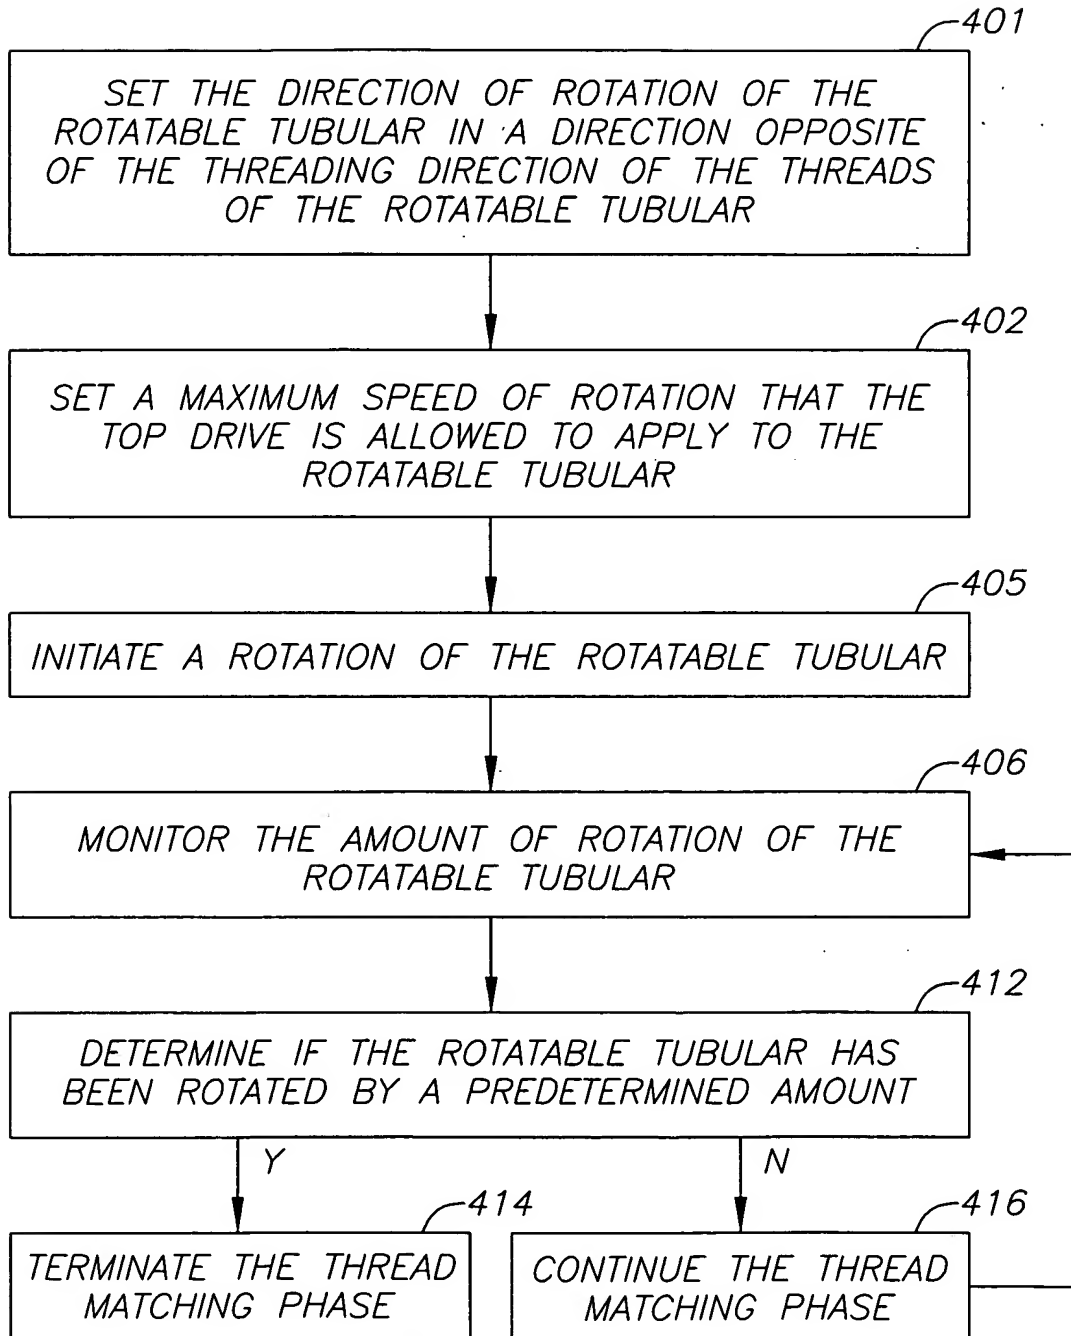 401
SET THE DIRECTION OF ROTATION OF THE
ROTATABLE TUBULAR IN A DIRECTION OPPOSITE
OF THE THREADING DIRECTION OF THE THREADS
OF THE ROTATABLE TUBULAR
402
SET A MAXIMUM SPEED OF ROTATION THAT THE
TOP DRIVE IS ALLOWED TO APPLY TO THE
ROTATABLE TUBULAR
405
INITIATE A ROTATION OF THE ROTATABLE TUBULAR
406
MONITOR THE AMOUNT OF ROTATION OF THE
ROTATABLE TUBULAR
412
DETERMINE IF THE ROTATABLE TUBULAR HAS
BEEN ROTATED BY A PREDETERMINED AMOUNT
Y
N
414
TERMINATE THE THREAD
MATCHING PHASE
416
CONTINUE THE THREAD
MATCHING PHASE